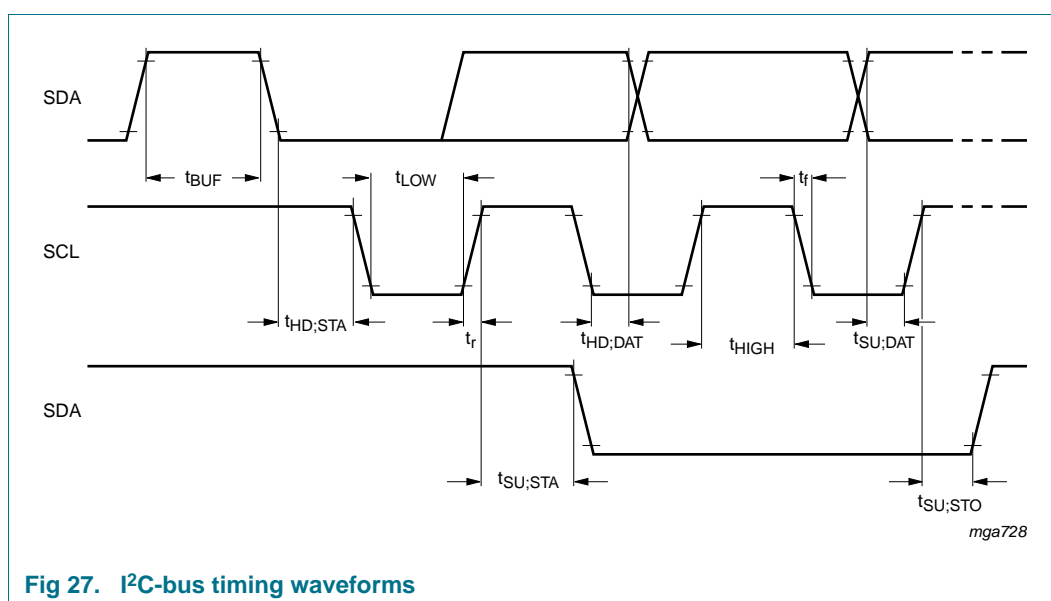 SDA
tBUF
tLOW
tf
SCL
tHD;STA
tr
tHD;DAT
tHIGH
tSU;DAT
SDA
tSU;STA
tSU;STO
mga728
Fig 27. I²C-bus timing waveforms